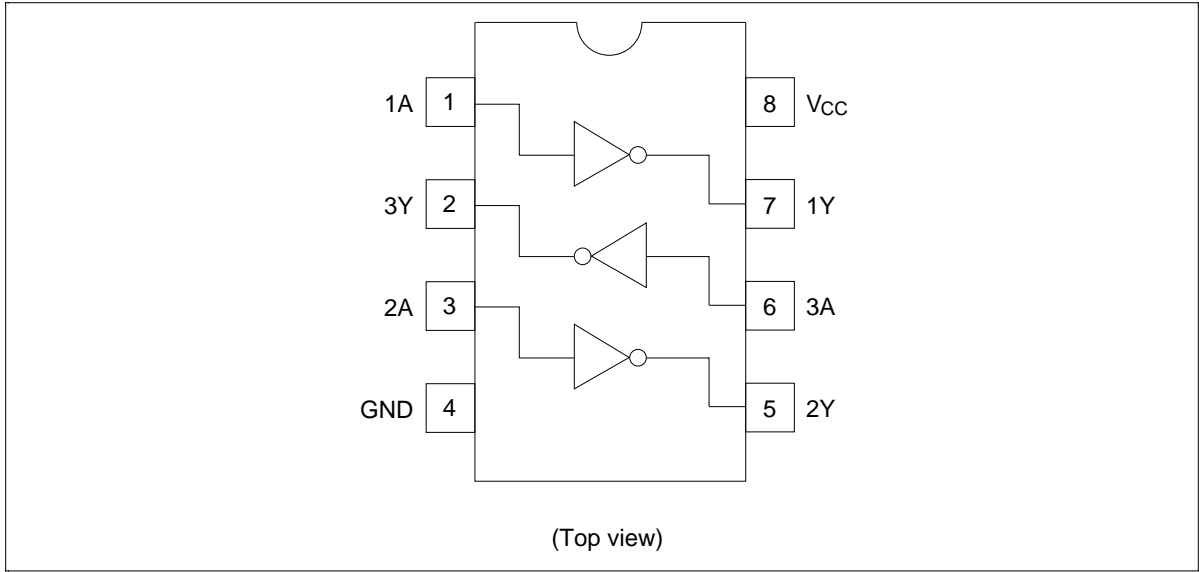 1A 1 8 VCC
3Y 2 7 1Y
2A 3 6 3A
GND 4 5 2Y
(Top view)